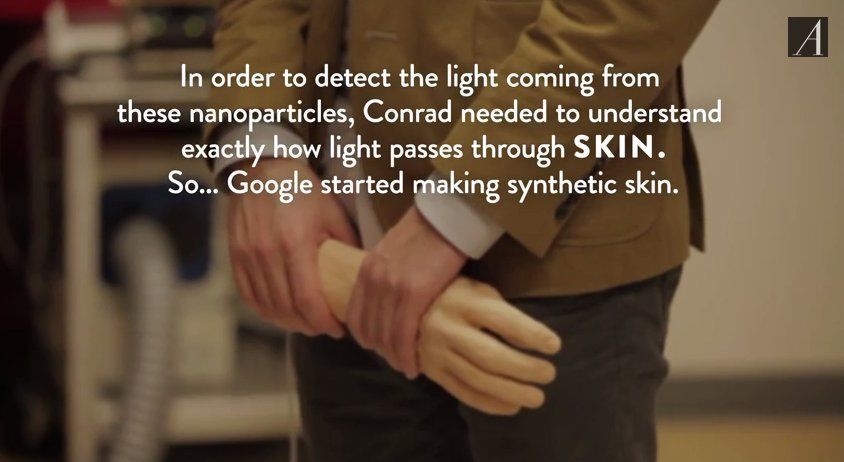 A
In order to detect the light coming from
these nanoparticles, Conrad needed to understand
exactly how light passes through SKIN.
So... Google started making synthetic skin.